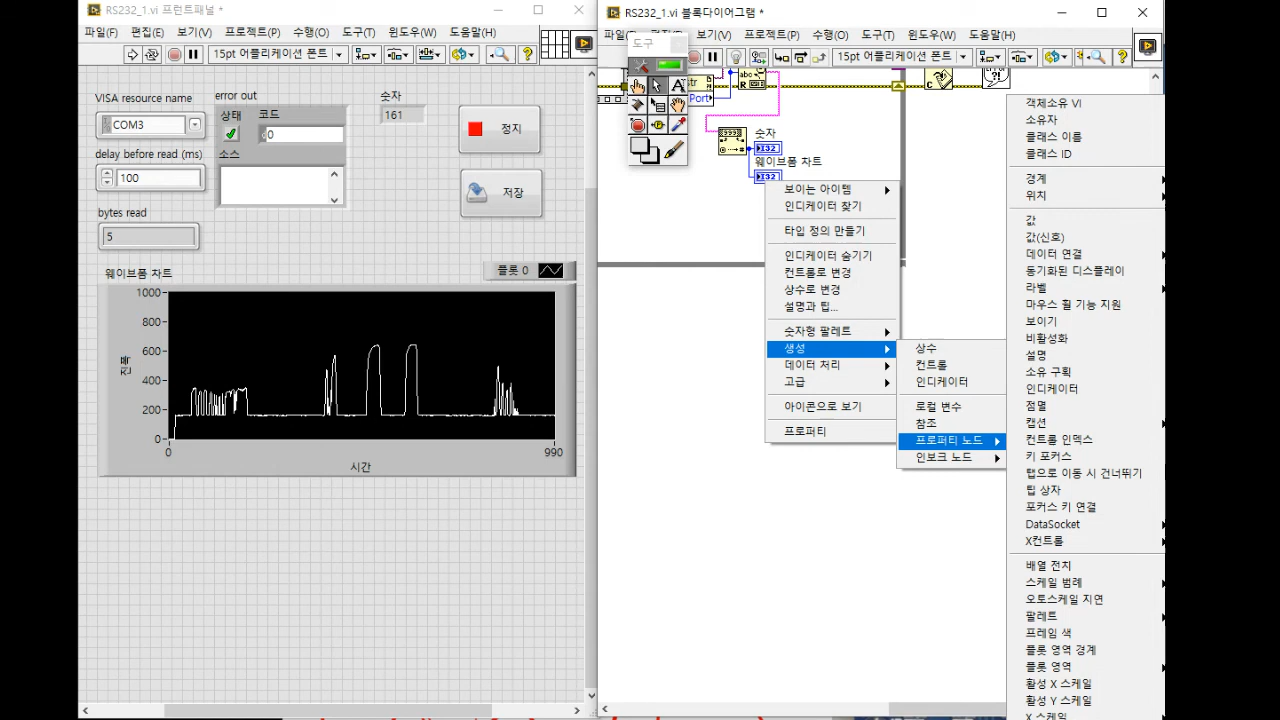 RS232_1.vi 프런트패널 *
파일(F) 편집(E) 보기(V) 프로젝트(P) 수행(O) 도구(T) 윈도우(W) 도움말(H)
15pt 어플리케이션 폰트
VISA resource name
COM3
delay before read (ms)
100
bytes read
5
error out
상태
코드
0
소스
숫자
161
정지
저장
웨이브폼 차트
플롯 0
진폭
1000
800
600
400
200
0
0
990
시간
RS232_1.vi 블록다이어그램 *
보기(V) 프로젝트(P) 수행(O) 도구(T) 윈도우(W) 도움말(H)
15pt 어플리케이션 폰트
도구
str
Port
abc
R
숫자
I32
웨이브폼 차트
I32
보이는 아이템
인디케이터 찾기
타입 정의 만들기
인디케이터 숨기기
컨트롤로 변경
상수로 변경
설명과 팁...
숫자형 팔레트
생성
데이터 처리
고급
아이콘으로 보기
프로퍼티
상수
컨트롤
인디케이터
로컬 변수
참조
프로퍼티 노드
인보크 노드
객체소유 VI
소유자
클래스 이름
클래스 ID
경계
위치
값
값(신호)
데이터 연결
동기화된 디스플레이
라벨
마우스 휠 기능 지원
보이기
비활성화
설명
소유 구획
인디케이터
점멸
캡션
컨트롤 인덱스
키 포커스
탭으로 이동 시 건너뛰기
팁 상자
포커스 키 연결
DataSocket
X컨트롤
배열 전치
스케일 범례
오토스케일 지연
팔레트
프레임 색
플롯 영역 경계
플롯 영역
활성 X 스케일
활성 Y 스케일
X 스케일